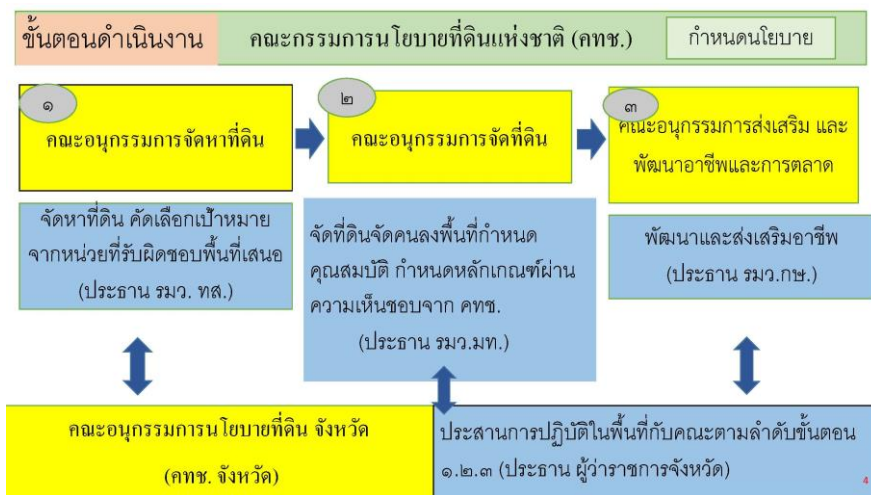 ขั้นตอนดำเนินงาน
คณะกรรมการนโยบายที่ดินแห่งชาติ (คทช.)
กำหนดนโยบาย
๑
คณะอนุกรรมการจัดหาที่ดิน
๒
คณะอนุกรรมการจัดที่ดิน
๓
คณะอนุกรรมการส่งเสริม และ
พัฒนาอาชีพและการตลาด
จัดหาที่ดิน คัดเลือกเป้าหมาย
จากหน่วยที่รับผิดชอบพื้นที่เสนอ
(ประธาน รมว. ทส.)
จัดที่ดินจัดคนลงพื้นที่กำหนด
คุณสมบัติ กำหนดหลักเกณฑ์ผ่าน
ความเห็นชอบจาก คทช.
(ประธาน รมว.มท.)
พัฒนาและส่งเสริมอาชีพ
(ประธาน รมว.กษ.)
คณะอนุกรรมการนโยบายที่ดิน จังหวัด
(คทช. จังหวัด)
ประสานการปฏิบัติในพื้นที่กับคณะตามลำดับขั้นตอน
๑.๒.๓ (ประธาน ผู้ว่าราชการจังหวัด)
4